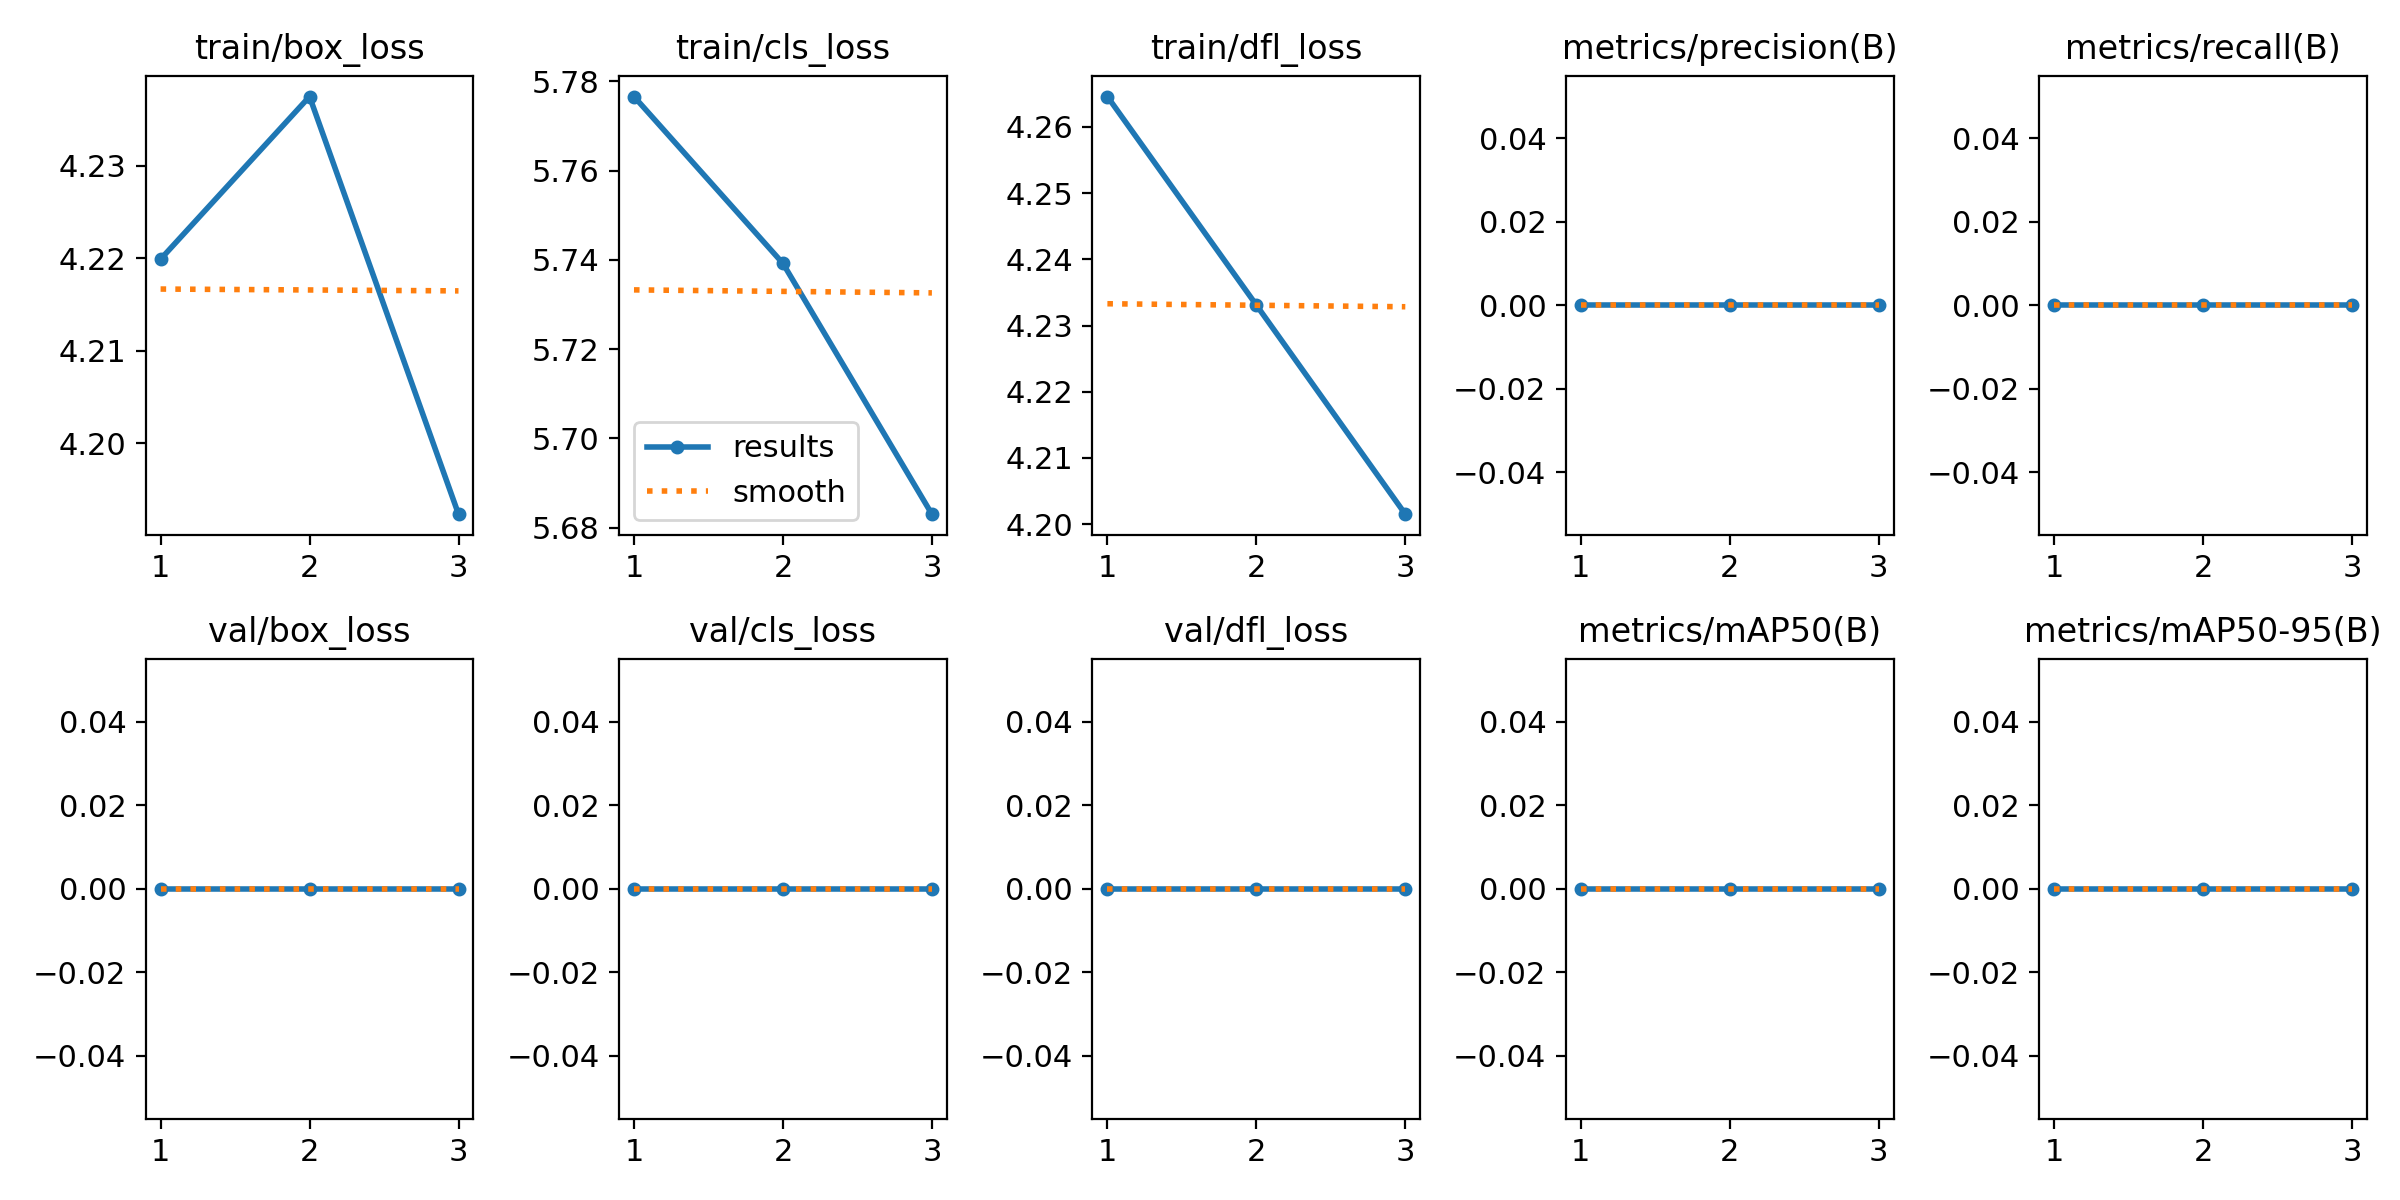 train/box_loss
train/cls_loss
train/dfl_loss
metrics/precision(B)
metrics/recall(B)
4.23
4.22
4.21
4.20
1 2 3
5.78
5.76
5.74
5.72
5.70
5.68
results
smooth
1 2 3
4.26
4.25
4.24
4.23
4.22
4.21
4.20
1 2 3
0.04
0.02
0.00
−0.02
−0.04
1 2 3
0.04
0.02
0.00
−0.02
−0.04
1 2 3
val/box_loss
val/cls_loss
val/dfl_loss
metrics/mAP50(B)
metrics/mAP50-95(B)
0.04
0.02
0.00
−0.02
−0.04
1 2 3
0.04
0.02
0.00
−0.02
−0.04
1 2 3
0.04
0.02
0.00
−0.02
−0.04
1 2 3
0.04
0.02
0.00
−0.02
−0.04
1 2 3
0.04
0.02
0.00
−0.02
−0.04
1 2 3